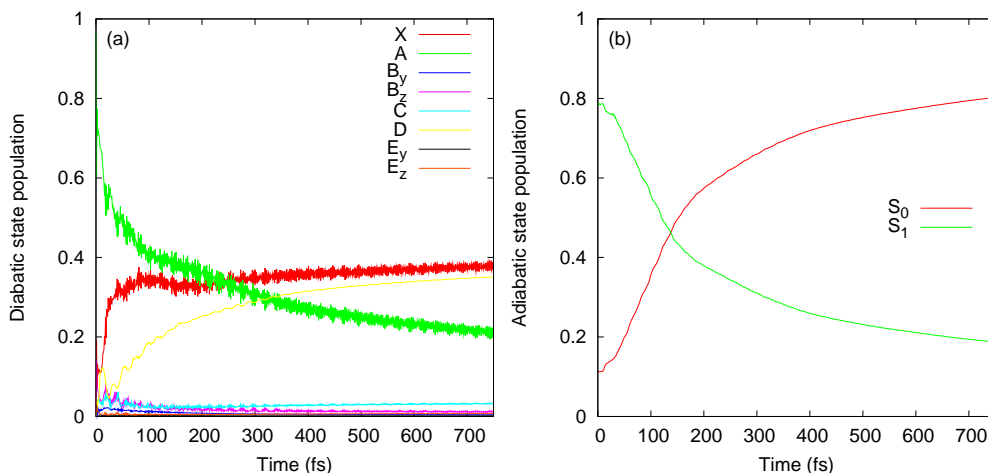 (a)
X
A
B_y
B_z
C
D
E_y
E_z
Diabatic state population
1
0.8
0.6
0.4
0.2
0
0 100 200 300 400 500 600 700
Time (fs)
(b)
S_0
S_1
Adiabatic state population
1
0.8
0.6
0.4
0.2
0
0 100 200 300 400 500 600 700
Time (fs)